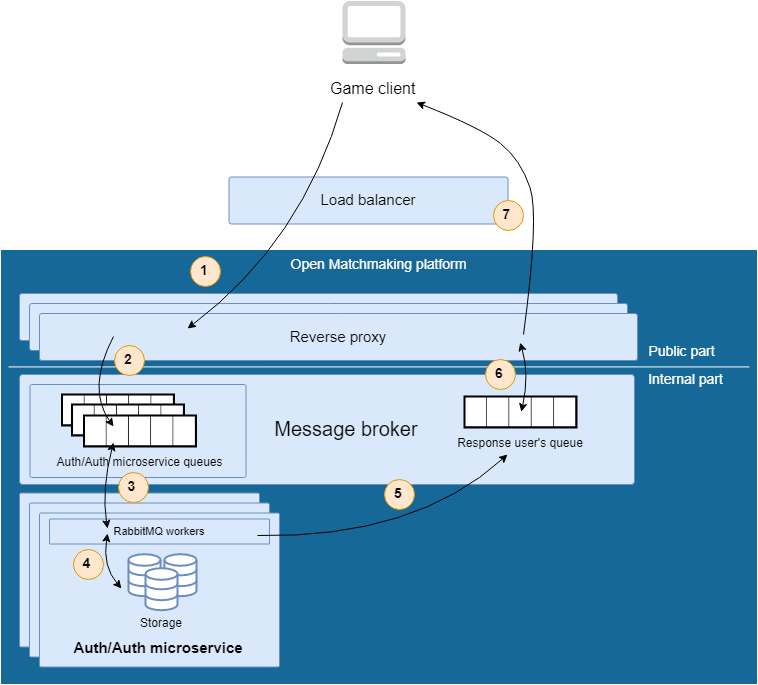 Game client
Load balancer
7
1
Open Matchmaking platform
Reverse proxy
Public part
2
6
Internal part
Message broker
Response user's queue
Auth/Auth microservice queues
3
5
RabbitMQ workers
4
Storage
Auth/Auth microservice